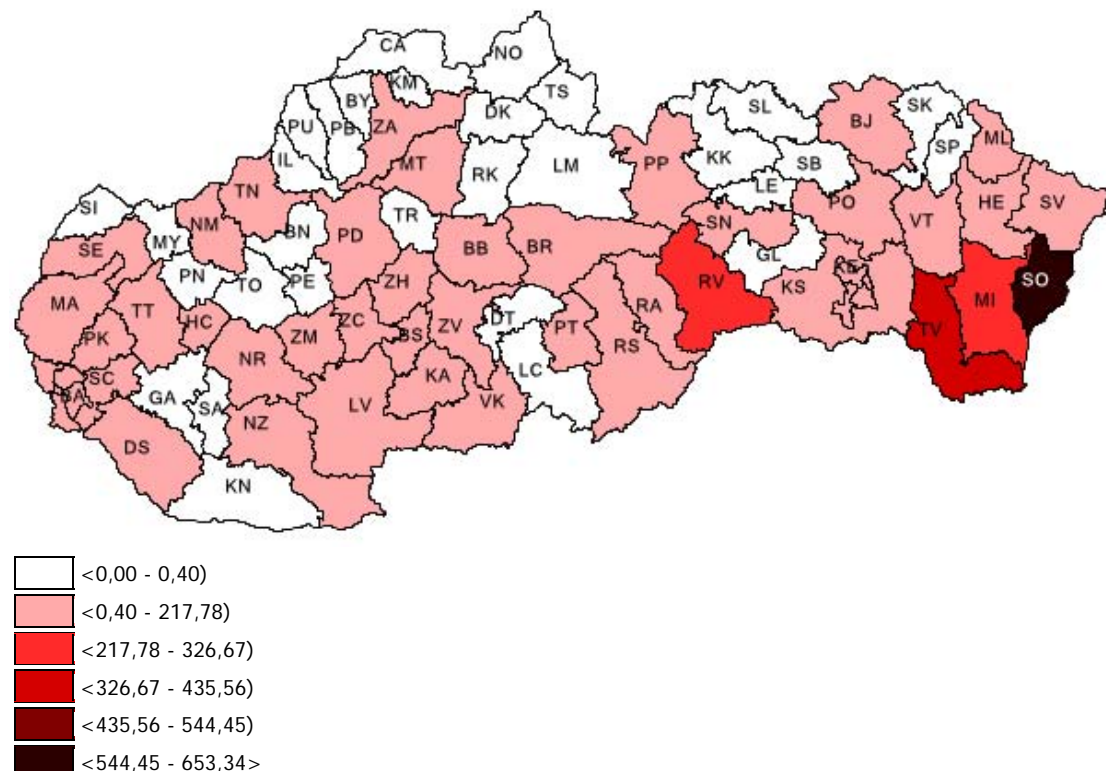 CA
NO
KM
TS
BY
DK
PU
PB
ZA
IL
MT
RK
LM
TN
SI
NM
TR
BN
PD
MY
SE
BB
BR
PN
TO
PE
ZH
MA
TT
HC
ZM
ZC
BS
ZV
DT
PT
RA
PK
NR
RS
SC
BA
GA
SA
LV
KA
VK
LC
NZ
DS
KN
SL
SK
BJ
ML
SP
PP
KK
SB
LE
SN
PO
VT
HE
SV
GL
RV
KS
KE
SO
MI
TV
<0,00 - 0,40)
<0,40 - 217,78)
<217,78 - 326,67)
<326,67 - 435,56)
<435,56 - 544,45)
<544,45 - 653,34>